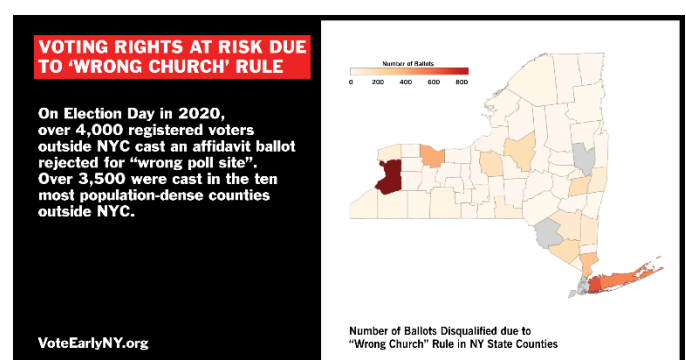 VOTING RIGHTS AT RISK DUE
TO ‘WRONG CHURCH’ RULE
On Election Day in 2020,
over 4,000 registered voters
outside NYC cast an affidavit ballot
rejected for “wrong poll site”.
Over 3,500 were cast in the ten
most population-dense counties
outside NYC.
VoteEarlyNY.org
Number of Ballots
0 200 400 600 800
Number of Ballots Disqualified due to
“Wrong Church” Rule in NY State Counties